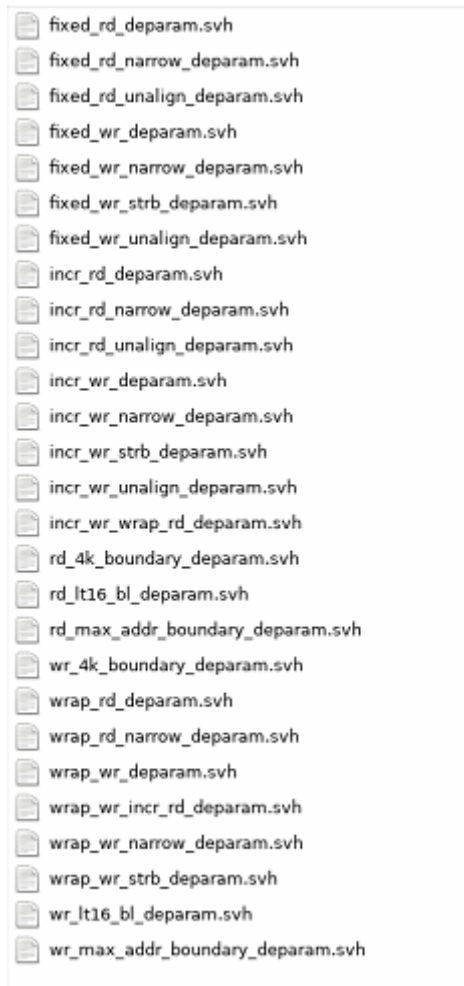 fixed_rd_deparam.svh
fixed_rd_narrow_deparam.svh
fixed_rd_unalign_deparam.svh
fixed_wr_deparam.svh
fixed_wr_narrow_deparam.svh
fixed_wr_strb_deparam.svh
fixed_wr_unalign_deparam.svh
incr_rd_deparam.svh
incr_rd_narrow_deparam.svh
incr_rd_unalign_deparam.svh
incr_wr_deparam.svh
incr_wr_narrow_deparam.svh
incr_wr_strb_deparam.svh
incr_wr_unalign_deparam.svh
incr_wr_wrap_rd_deparam.svh
rd_4k_boundary_deparam.svh
rd_lt16_bl_deparam.svh
rd_max_addr_boundary_deparam.svh
wr_4k_boundary_deparam.svh
wrap_rd_deparam.svh
wrap_rd_narrow_deparam.svh
wrap_wr_deparam.svh
wrap_wr_incr_rd_deparam.svh
wrap_wr_narrow_deparam.svh
wrap_wr_strb_deparam.svh
wr_lt16_bl_deparam.svh
wr_max_addr_boundary_deparam.svh